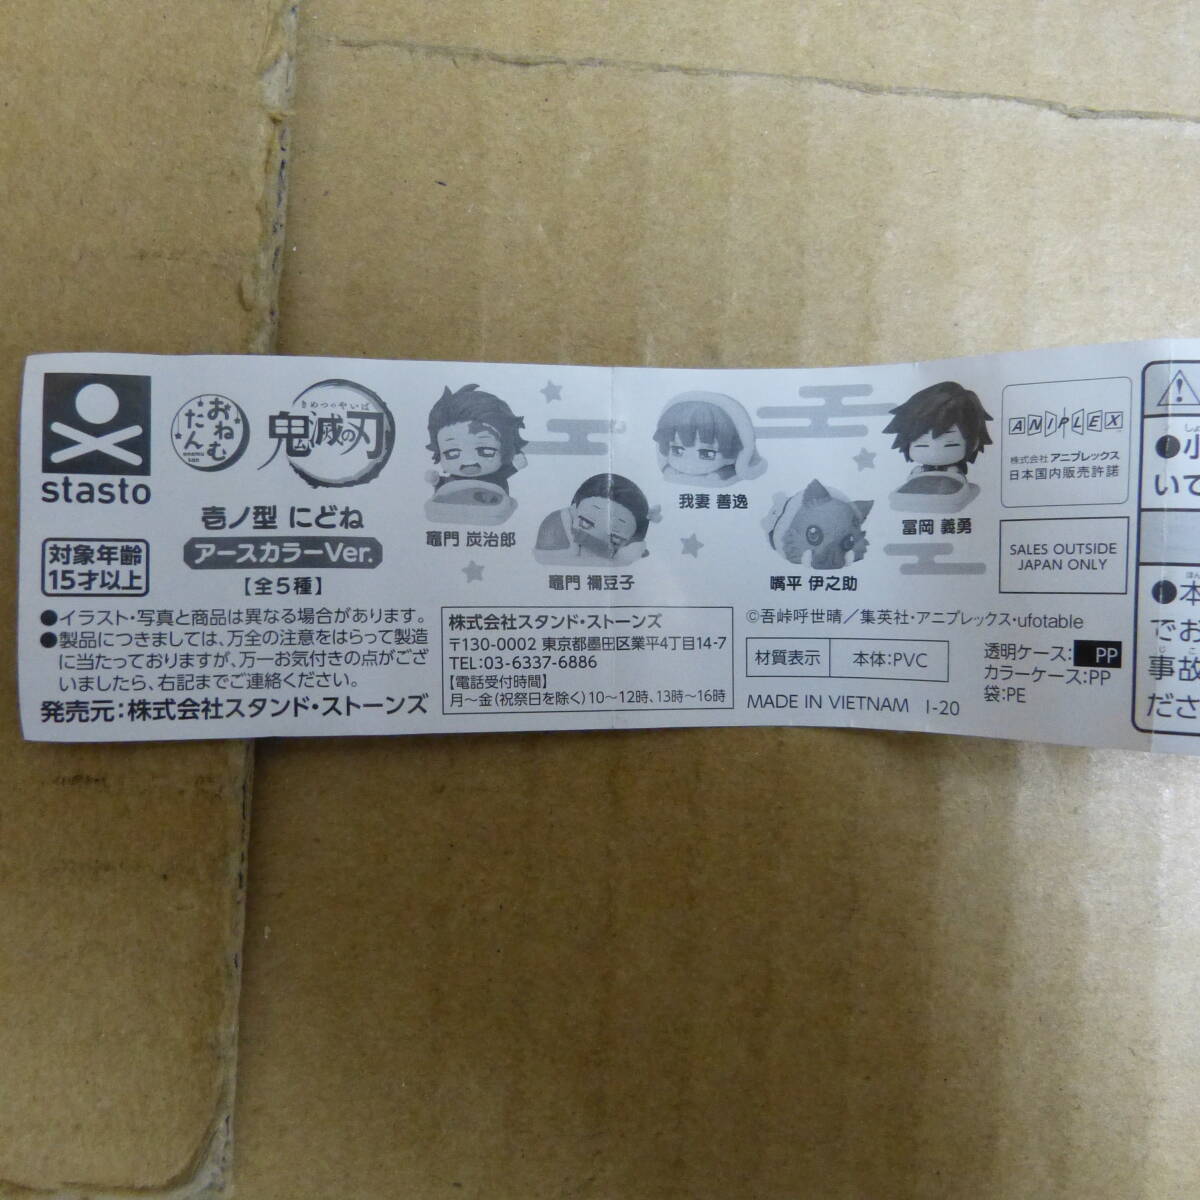 stasto
おねむたん
onemutan
きめつのやいば
鬼滅の刃
壱ノ型 にどね
アースカラーVer.
【全5種】
対象年齢
15才以上
竈門 炭治郎
竈門 禰豆子
我妻 善逸
嘴平 伊之助
冨岡 義勇
ANIPLEX
株式会社 アニプレックス
日本国内販売許諾
SALES OUTSIDE
JAPAN ONLY
●イラスト・写真と商品は異なる場合があります。
●製品につきましては、万全の注意をはらって製造
に当たっておりますが、万一お気付きの点がござ
いましたら、右記までご連絡ください。
発売元：株式会社スタンド・ストーンズ
株式会社スタンド・ストーンズ
〒130-0002 東京都墨田区業平4丁目14-7
TEL:03-6337-6886
【電話受付時間】
月～金(祝祭日を除く)10～12時、13時～16時
©吾峠呼世晴／集英社・アニプレックス・ufotable
材質表示 本体：PVC
MADE IN VIETNAM I-20
透明ケース：PP
カラーケース：PP
袋：PE
●小
いて
●本
でお
事故
ださ